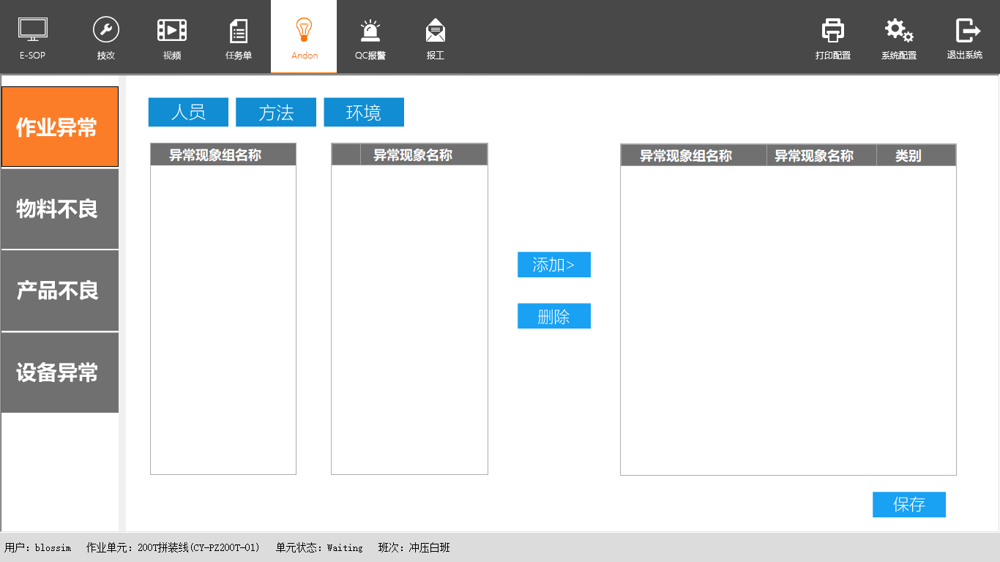 E-SOP 技改 视频 任务单 Andon QC报警 报工 打印配置 系统配置 退出系统
作业异常
物料不良
产品不良
设备异常
人员 方法 环境
异常现象组名称 异常现象名称 异常现象组名称 异常现象名称 类别
添加>
删除
保存
用户：blossim 作业单元：200T拼装线(CY-PZ200T-01) 单元状态：Waiting 班次：冲压白班